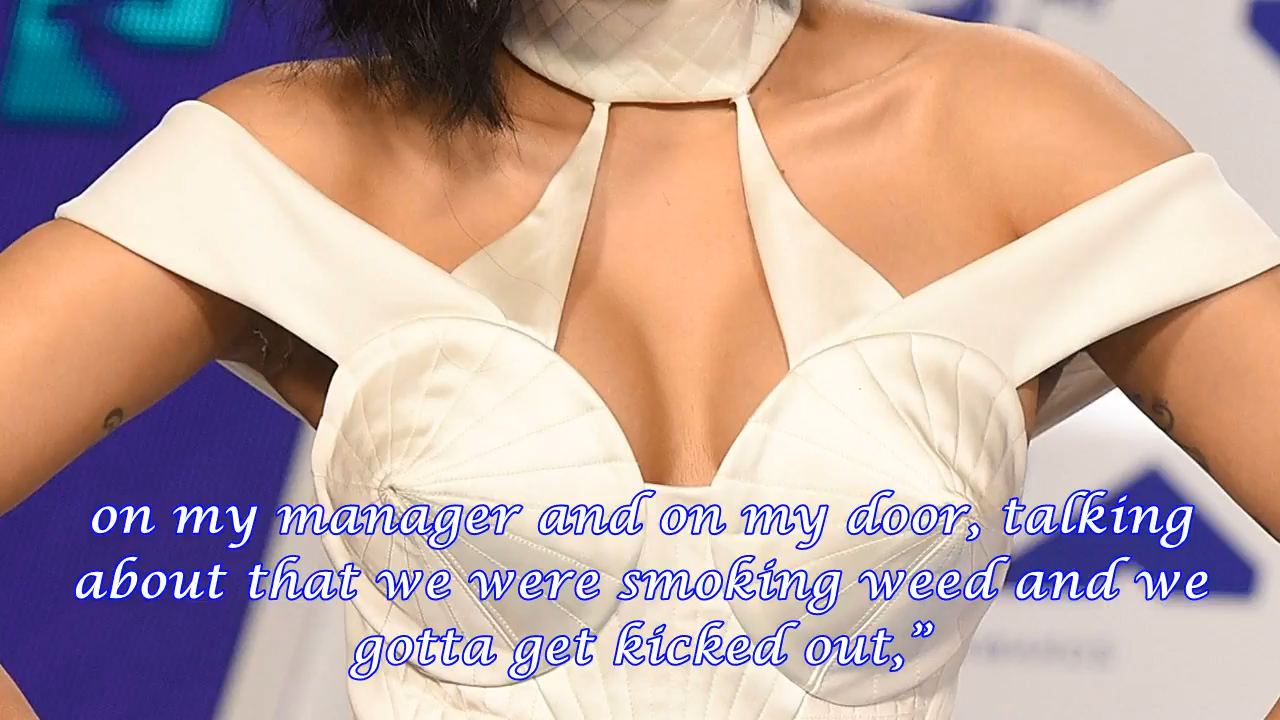 on my manager and on my door, talking
about that we were smoking weed and we
gotta get kicked out,”